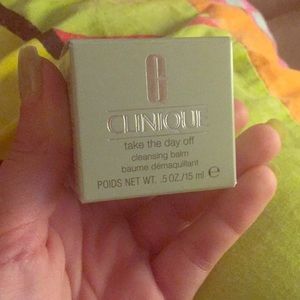 C
CLINIQUE
take the day off
cleansing balm
baume démaquillant
POIDS NET WT. .5 OZ./15 ml ℮